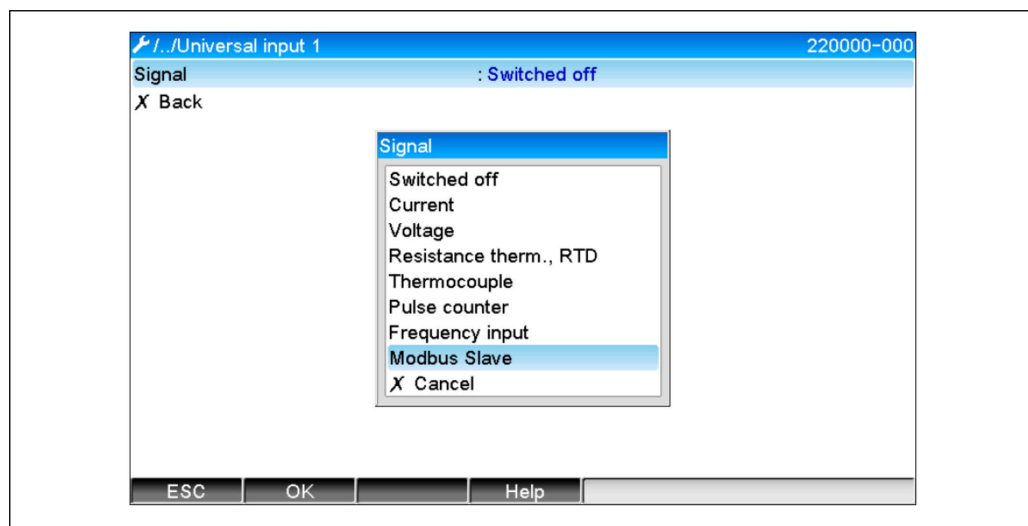 /../Universal input 1 220000-000
Signal : Switched off
X Back
Signal
Switched off
Current
Voltage
Resistance therm., RTD
Thermocouple
Pulse counter
Frequency input
Modbus Slave
X Cancel
ESC OK Help